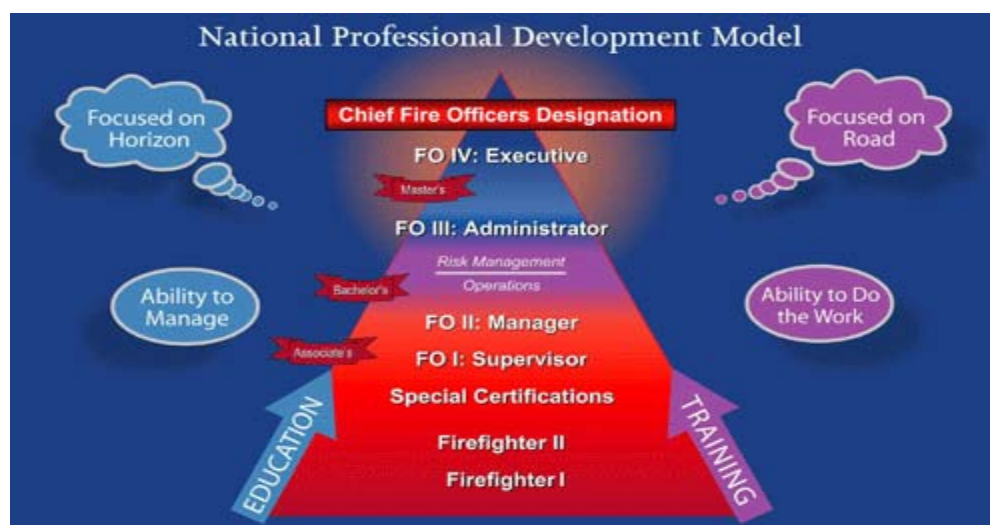 National Professional Development Model
Focused on
Horizon
Focused on
Road
Chief Fire Officers Designation
FO IV: Executive
Master's
FO III: Administrator
Risk Management
Operations
Bachelor's
Ability to
Manage
Ability to Do
the Work
FO II: Manager
Associate's
FO I: Supervisor
Special Certifications
EDUCATION
TRAINING
Firefighter II
Firefighter I